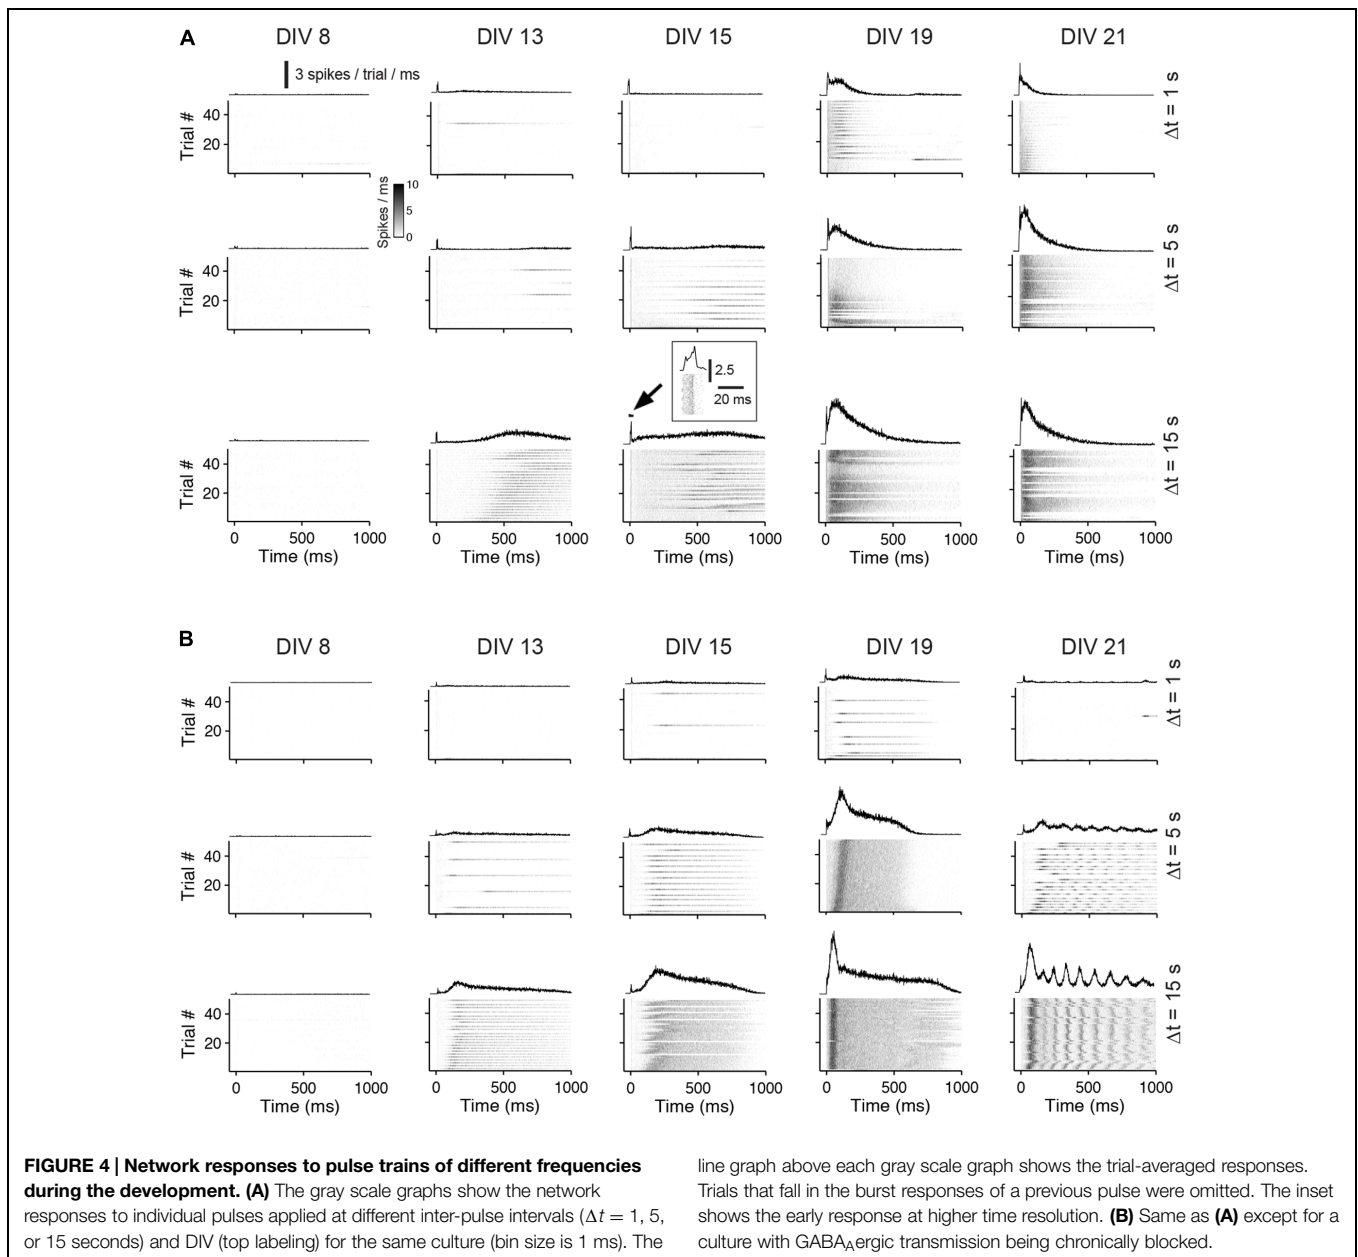 A
DIV 8 DIV 13 DIV 15 DIV 19 DIV 21
3 spikes / trial / ms
Trial #
40
20
Δt = 1 s
Spikes / ms
10
5
0
Trial #
40
20
Δt = 5 s
2.5
20 ms
Trial #
40
20
Δt = 15 s
0 500 1000 0 500 1000 0 500 1000 0 500 1000 0 500 1000
Time (ms) Time (ms) Time (ms) Time (ms) Time (ms)
B
DIV 8 DIV 13 DIV 15 DIV 19 DIV 21
Trial #
40
20
Δt = 1 s
Trial #
40
20
Δt = 5 s
Trial #
40
20
Δt = 15 s
0 500 1000 0 500 1000 0 500 1000 0 500 1000 0 500 1000
Time (ms) Time (ms) Time (ms) Time (ms) Time (ms)
FIGURE 4 | Network responses to pulse trains of different frequencies
during the development. (A) The gray scale graphs show the network
responses to individual pulses applied at different inter-pulse intervals (Δt = 1, 5,
or 15 seconds) and DIV (top labeling) for the same culture (bin size is 1 ms). The
line graph above each gray scale graph shows the trial-averaged responses.
Trials that fall in the burst responses of a previous pulse were omitted. The inset
shows the early response at higher time resolution. (B) Same as (A) except for a
culture with GABAAergic transmission being chronically blocked.